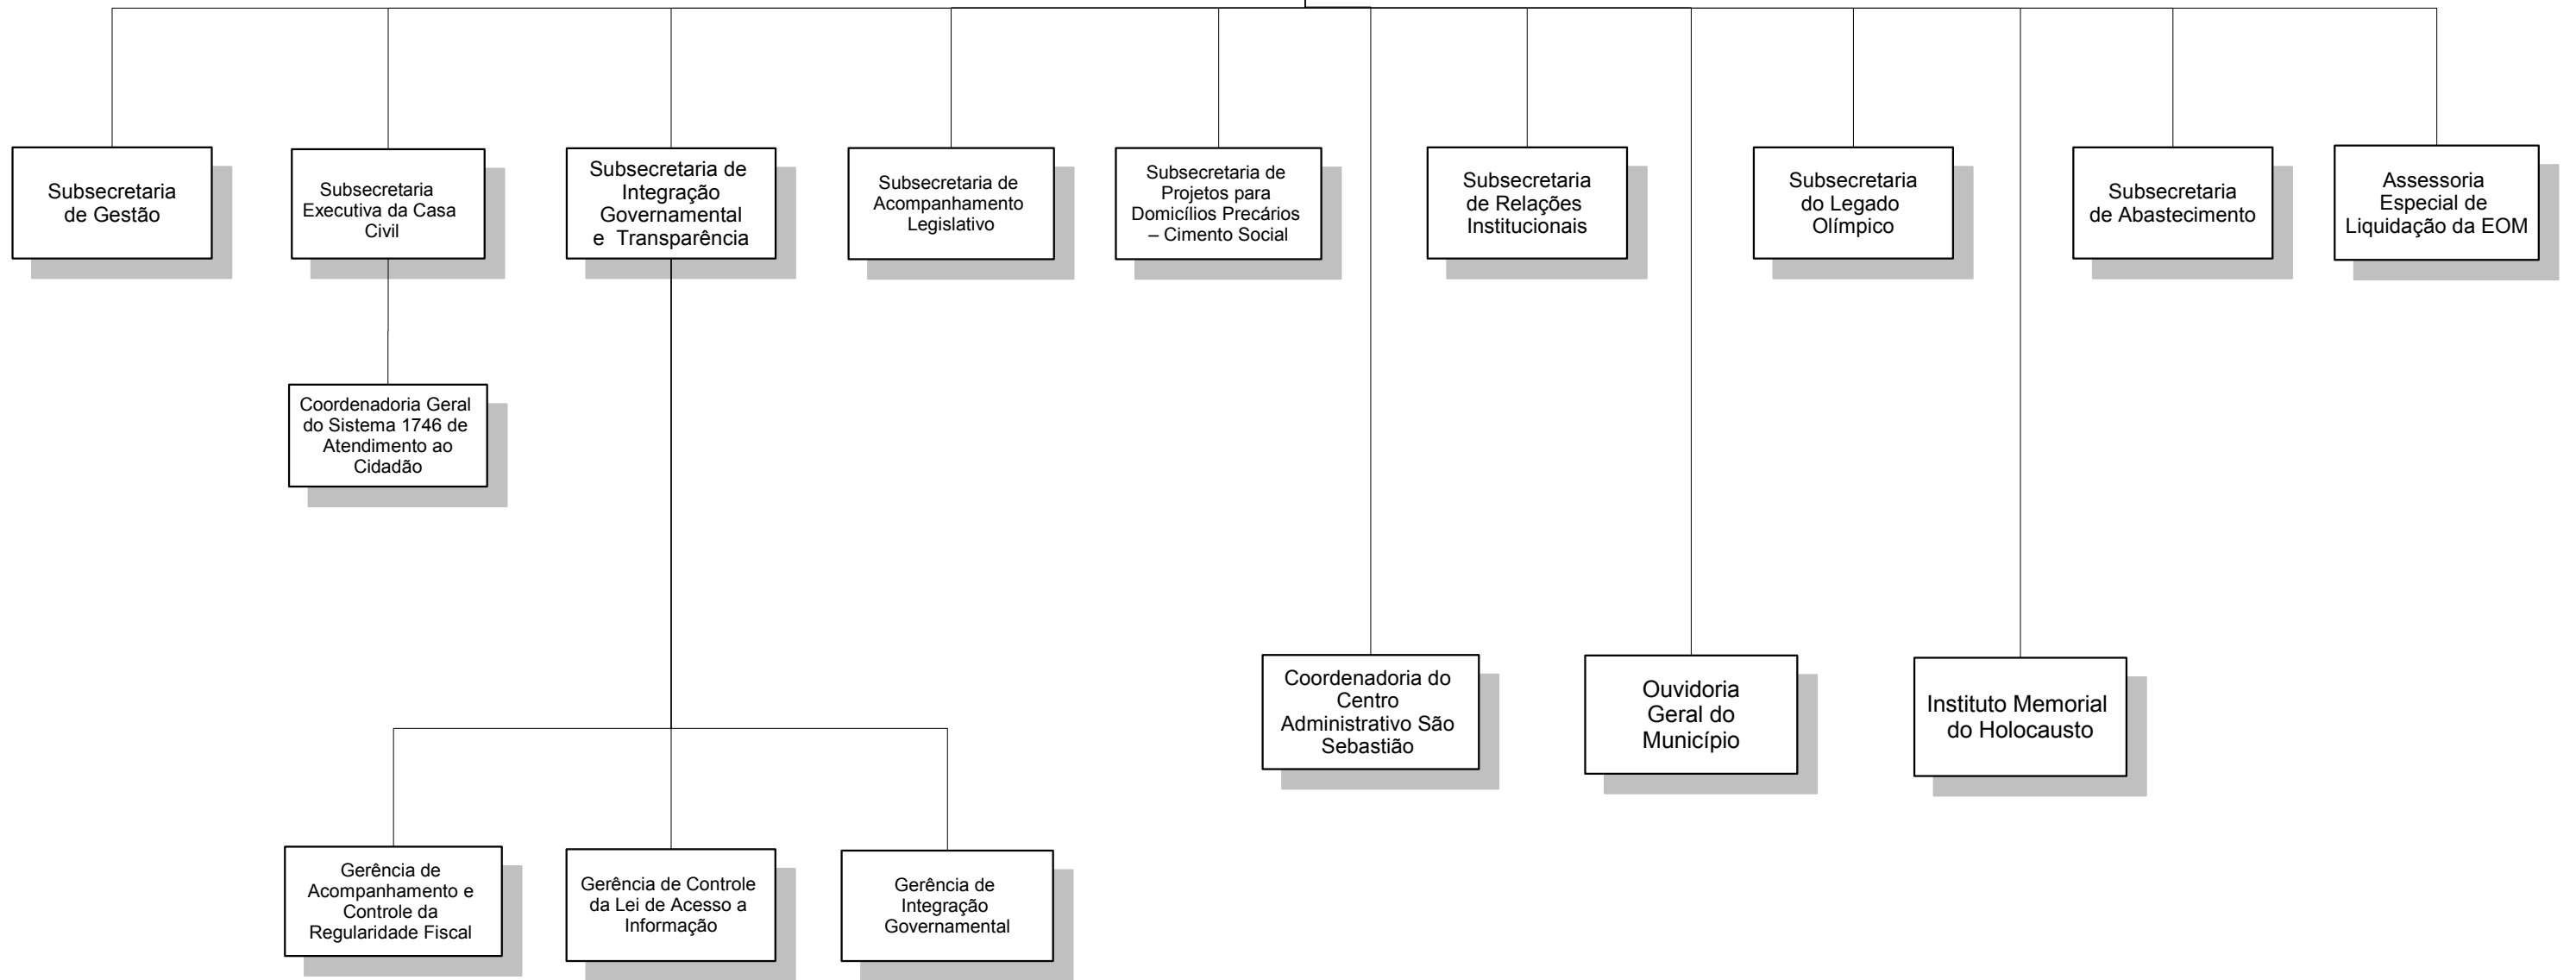 Subsecretaria
de Gestão
Subsecretaria
Executiva da Casa
Civil
Subsecretaria de
Integração
Governamental
e Transparência
Subsecretaria de
Acompanhamento
Legislativo
Subsecretaria de
Projetos para
Domicílios Precários
– Cimento Social
Subsecretaria
de Relações
Institucionais
Subsecretaria
do Legado
Olímpico
Subsecretaria
de Abastecimento
Assessoria
Especial de
Liquidação da EOM
Coordenadoria Geral
do Sistema 1746 de
Atendimento ao
Cidadão
Coordenadoria do
Centro
Administrativo São
Sebastião
Ouvidoria
Geral do
Município
Instituto Memorial
do Holocausto
Gerência de
Acompanhamento e
Controle da
Regularidade Fiscal
Gerência de Controle
da Lei de Acesso a
Informação
Gerência de
Integração
Governamental